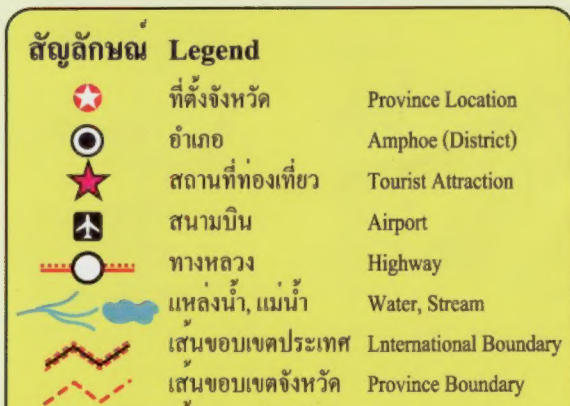 สัญลักษณ์ Legend
ที่ตั้งจังหวัด Province Location
อำเภอ Amphoe (District)
สถานที่ท่องเที่ยว Tourist Attraction
สนามบิน Airport
ทางหลวง Highway
แหล่งน้ำ, แม่น้ำ Water, Stream
เส้นขอบเขตประเทศ Lnternational Boundary
เส้นขอบเขตจังหวัด Province Boundary